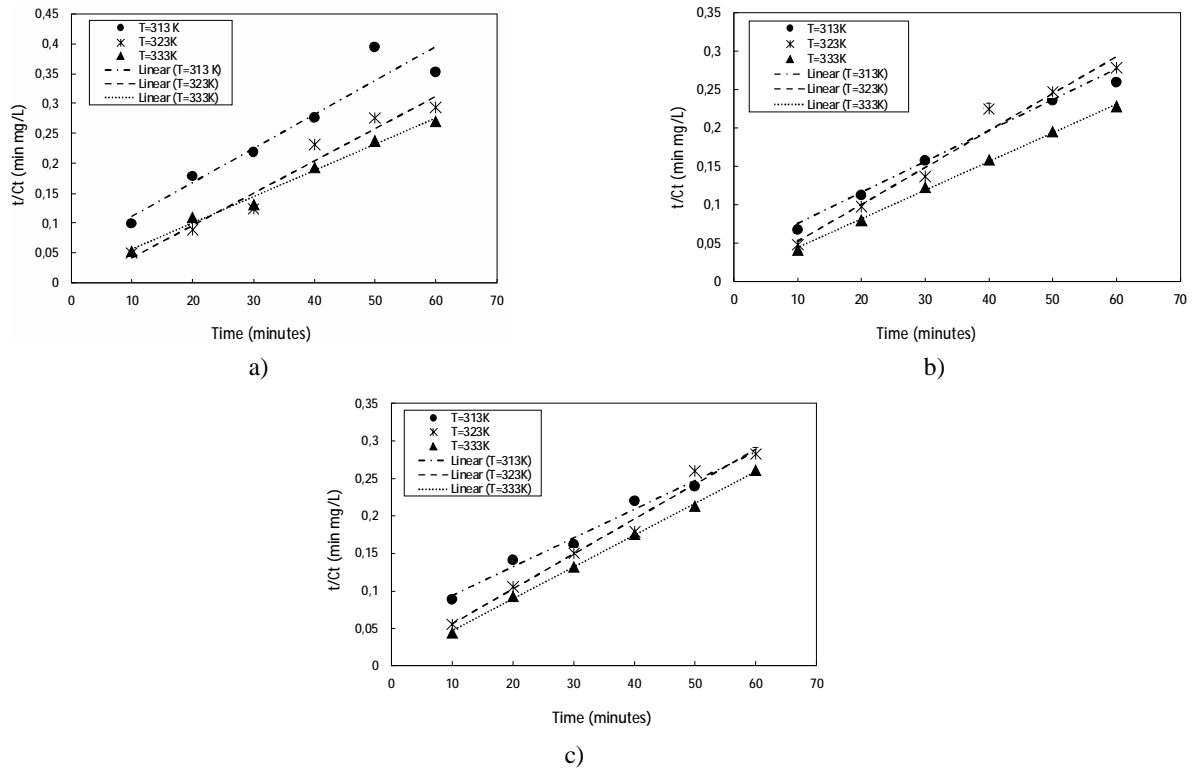 0,45
0,4
0,35
0,3
0,25
0,2
0,15
0,1
0,05
0
t/Ct (min mg/L)
T=313 K
T=323K
T=333K
Linear (T=313 K)
Linear (T=323K)
Linear (T=333K)
0 10 20 30 40 50 60 70
Time (minutes)
a)
0,35
0,3
0,25
0,2
0,15
0,1
0,05
0
t/Ct (min mg/L)
T=313K
T=323K
T=333K
Linear (T=313K)
Linear (T=323K)
Linear (T=333K)
0 10 20 30 40 50 60 70
Time (minutes)
b)
0,35
0,3
0,25
0,2
0,15
0,1
0,05
0
t/Ct (min mg/L)
T=313K
T=323K
T=333K
Linear (T=313K)
Linear (T=323K)
Linear (T=333K)
0 10 20 30 40 50 60 70
Time (minutes)
c)